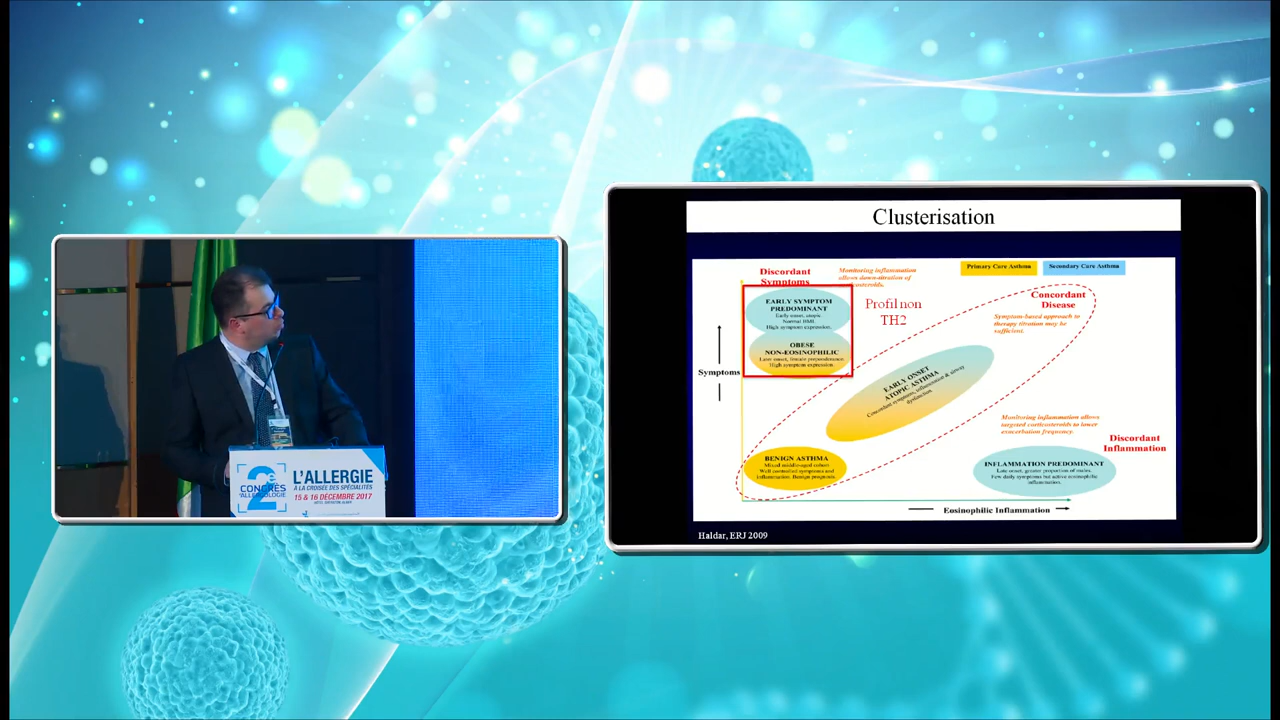 CONGRÈS
L'ALLERGIE
À LA CROISÉE DES SPÉCIALITÉS
15 & 16 DÉCEMBRE 2017
Clusterisation
Primary Care Asthma
Secondary Care Asthma
Discordant
Symptoms
Monitoring inflammation
allows down-titration of
EARLY SYMPTOM
PREDOMINANT
Early onset, atopic.
Normal BMI.
High symptom expression.
OBESE
NON-EOSINOPHILIC
Later onset, female preponderance.
High symptom expression.
Profil non
TH2
Concordant
Disease
Symptom-based approach to
therapy titration may be
sufficient.
Symptoms
EARLY ONSET
ATOPIC ASTHMA
Concordant symptoms, inflammation & airway
dysfunction.
Monitoring inflammation allows
targeted corticosteroids to lower
exacerbation frequency.
Discordant
Inflammation
BENIGN ASTHMA
Mixed middle-aged cohort
Well controlled symptoms and
inflammation. Benign prognosis.
INFLAMMATION PREDOMINANT
Late onset, greater proportion of males.
Few daily symptoms but active eosinophilic
inflammation.
Eosinophilic Inflammation
Haldar, ERJ 2009